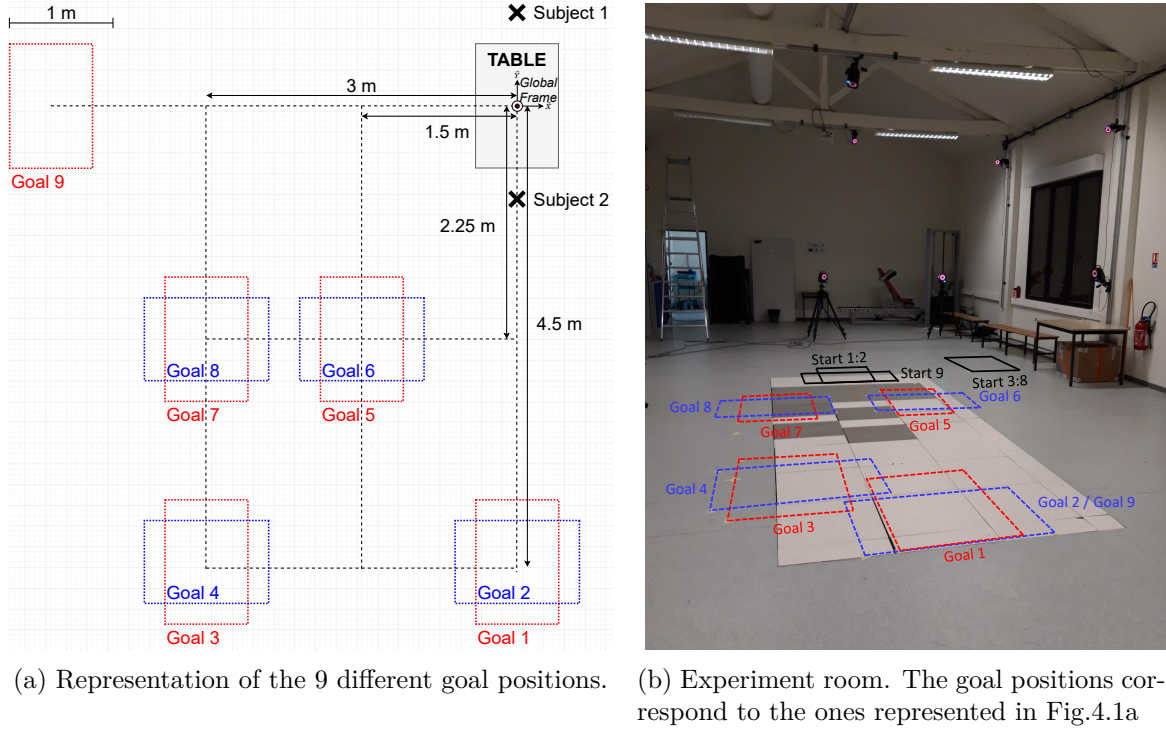 1 m
Subject 1
TABLE
Y
Global
Frame
x
3 m
1.5 m
Goal 9
Subject 2
2.25 m
4.5 m
Goal 8
Goal 6
Goal 7
Goal 5
Goal 4
Goal 2
Goal 3
Goal 1
(a) Representation of the 9 different goal positions.
Start 1:2
Start 9
Start 3:8
Goal 8
Goal 6
Goal 7
Goal 5
Goal 4
Goal 2 / Goal 9
Goal 3
Goal 1
(b) Experiment room. The goal positions cor-
respond to the ones represented in Fig.4.1a